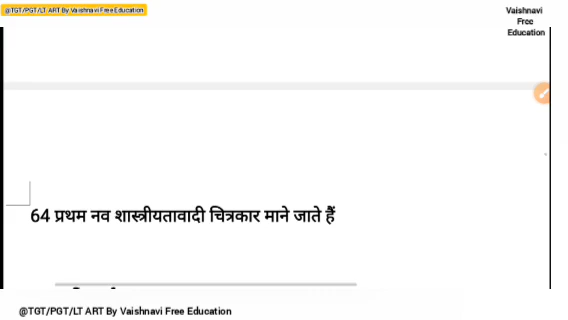 @TGT/PGT/LT ART By Vaishnavi Free Education
Vaishnavi
Free
Education
64 प्रथम नव शास्त्रीयतावादी चित्रकार माने जाते हैं
@TGT/PGT/LT ART By Vaishnavi Free Education